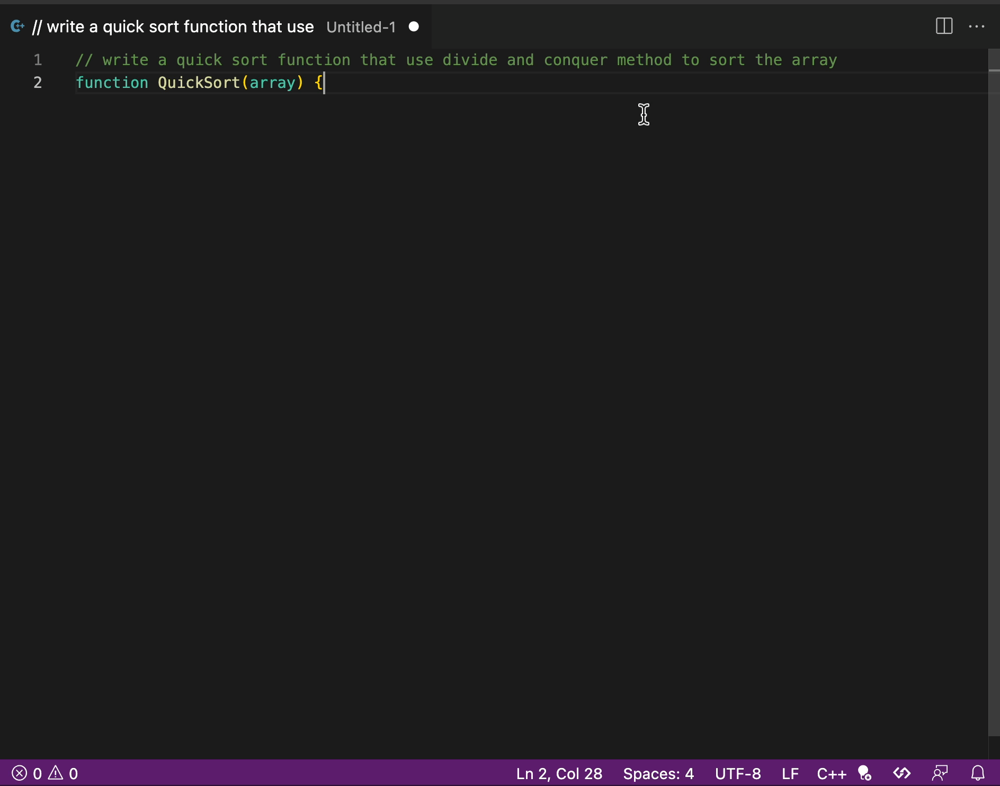 // write a quick sort function that use Untitled-1
1 // write a quick sort function that use divide and conquer method to sort the array
2 function QuickSort(array) {
0 0 Ln 2, Col 28 Spaces: 4 UTF-8 LF C++